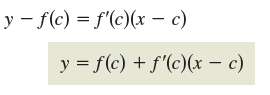 y − f(c) = f′(c)(x − c)
y = f(c) + f′(c)(x − c)